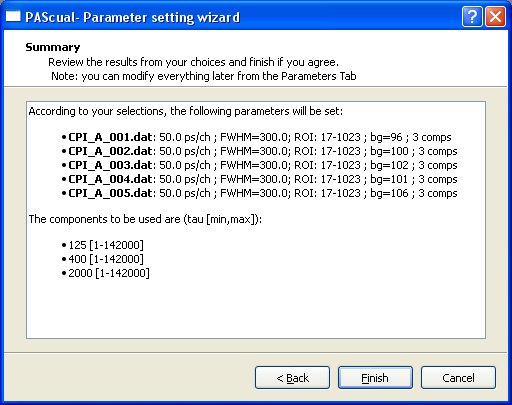 PAScual- Parameter setting wizard
Summary
Review the results from your choices and finish if you agree.
Note: you can modify everything later from the Parameters Tab
According to your selections, the following parameters will be set:
•CPI_A_001.dat: 50.0 ps/ch ; FWHM=300.0; ROI: 17-1023 ; bg=96 ; 3 comps
•CPI_A_002.dat: 50.0 ps/ch ; FWHM=300.0; ROI: 17-1023 ; bg=100 ; 3 comps
•CPI_A_003.dat: 50.0 ps/ch ; FWHM=300.0; ROI: 17-1023 ; bg=102 ; 3 comps
•CPI_A_004.dat: 50.0 ps/ch ; FWHM=300.0; ROI: 17-1023 ; bg=101 ; 3 comps
•CPI_A_005.dat: 50.0 ps/ch ; FWHM=300.0; ROI: 17-1023 ; bg=106 ; 3 comps
The components to be used are (tau [min,max]):
•125 [1-142000]
•400 [1-142000]
•2000 [1-142000]
< Back Finish Cancel